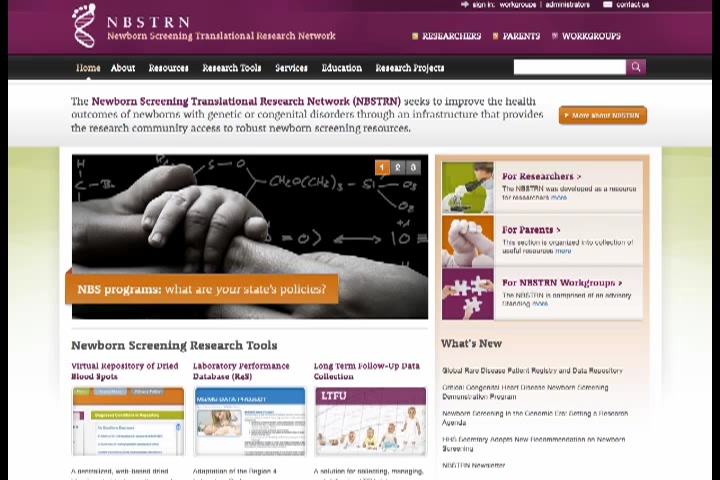 sign in: workgroups | administrators
contact us
NBSTRN
Newborn Screening Translational Research Network
RESEARCHERS
PARENTS
WORKGROUPS
Home About Resources Research Tools Services Education Research Projects
The Newborn Screening Translational Research Network (NBSTRN) seeks to improve the health
outcomes of newborns with genetic or congenital disorders through an infrastructure that provides
the research community access to robust newborn screening resources.
More about NBSTRN
1 2 3
NBS programs: what are your state's policies?
For Researchers >
The NBSTRN was developed as a resource
for researchers more
For Parents >
This section is organized into collection of
useful resources more
For NBSTRN Workgroups >
The NBSTRN is comprised of an advisory
Standing more
Newborn Screening Research Tools
Virtual Repository of Dried
Blood Spots
Laboratory Performance
Database (R4S)
Long Term Follow-Up Data
Collection
LTFU
A centralized, web-based dried
Adaptation of the Region 4
A solution for collecting, managing,
What's New
Global Rare Disease Patient Registry and Data Repository
Critical Congenital Heart Disease Newborn Screening
Demonstration Program
Newborn Screening in the Genomic Era: Setting a Research
Agenda
HHS Secretary Adopts New Recommendation on Newborn
Screening
NBSTRN Newsletter